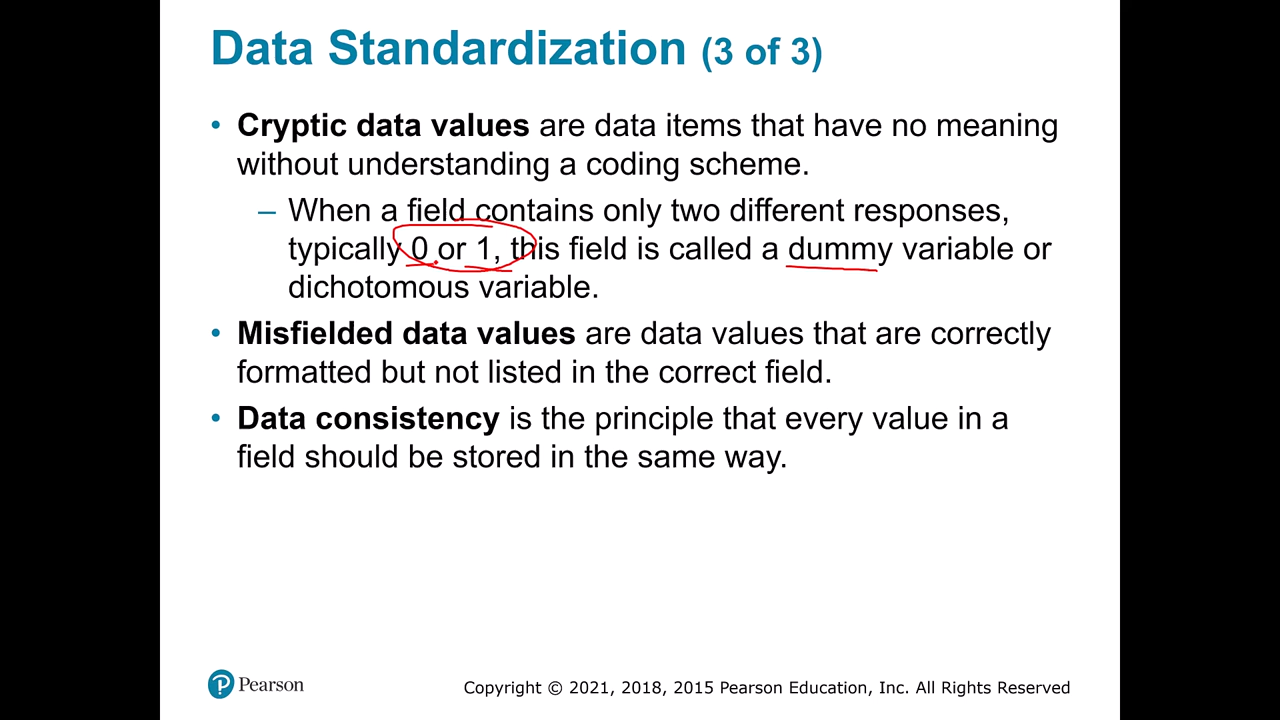 Data Standardization (3 of 3)
• Cryptic data values are data items that have no meaning
without understanding a coding scheme.
– When a field contains only two different responses,
typically 0 or 1, this field is called a dummy variable or
dichotomous variable.
• Misfielded data values are data values that are correctly
formatted but not listed in the correct field.
• Data consistency is the principle that every value in a
field should be stored in the same way.
Pearson
Copyright © 2021, 2018, 2015 Pearson Education, Inc. All Rights Reserved